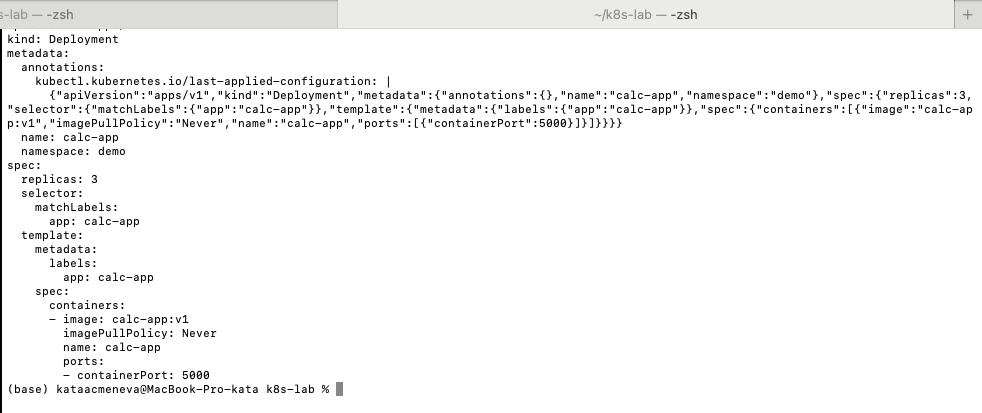 s-lab — -zsh
~/k8s-lab — -zsh
+
kind: Deployment
metadata:
  annotations:
    kubectl.kubernetes.io/last-applied-configuration: |
      {"apiVersion":"apps/v1","kind":"Deployment","metadata":{"annotations":{},"name":"calc-app","namespace":"demo"},"spec":{"replicas":3,
"selector":{"matchLabels":{"app":"calc-app"}},"template":{"metadata":{"labels":{"app":"calc-app"}},"spec":{"containers":[{"image":"calc-ap
p:v1","imagePullPolicy":"Never","name":"calc-app","ports":[{"containerPort":5000}]}]}}}}
  name: calc-app
  namespace: demo
spec:
  replicas: 3
  selector:
    matchLabels:
      app: calc-app
  template:
    metadata:
      labels:
        app: calc-app
    spec:
      containers:
      - image: calc-app:v1
        imagePullPolicy: Never
        name: calc-app
        ports:
        - containerPort: 5000
(base) kataacmeneva@MacBook-Pro-kata k8s-lab %